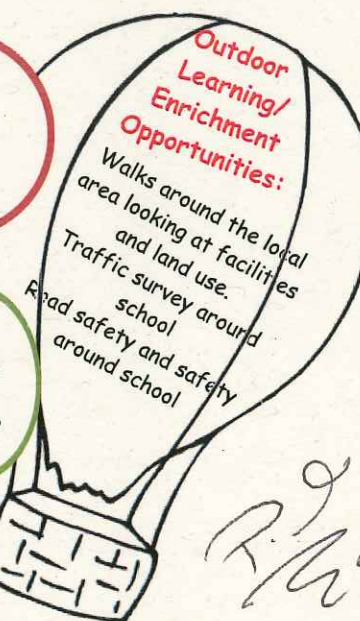 Outdoor
Learning/
Enrichment
Opportunities:
Walks around the local
area looking at facilities
and land use.
Traffic survey around
school
Road safety and safety
around school